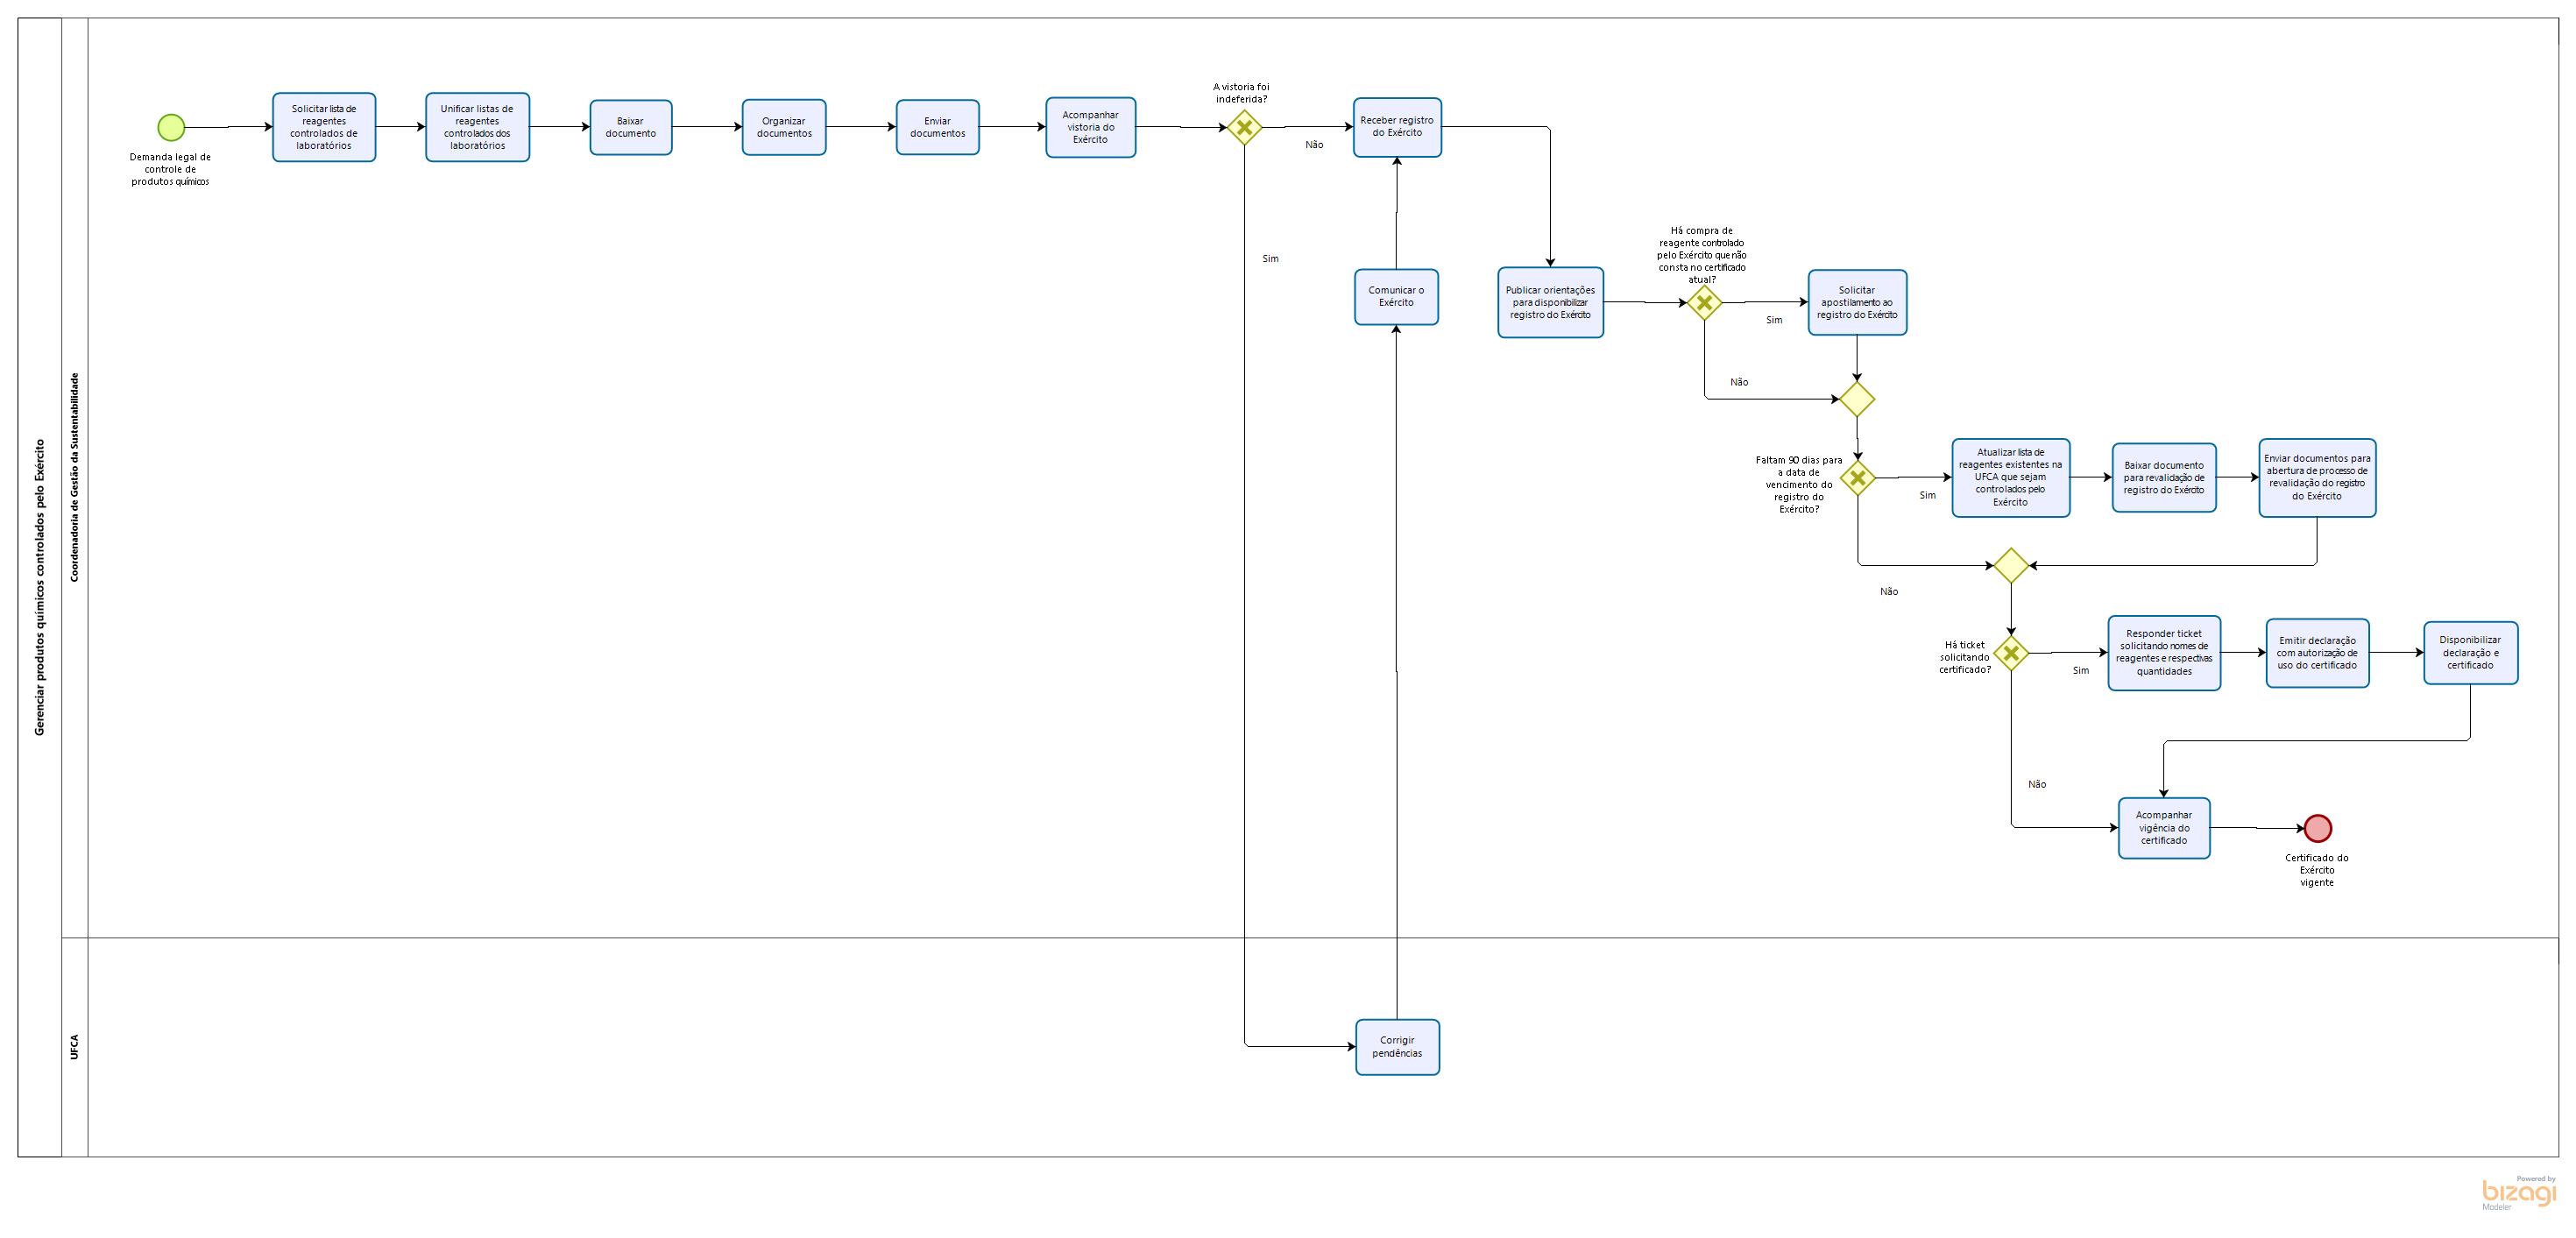 Gerenciar produtos químicos controlados pelo Exército
Coordenadoria de Gestão da Sustentabilidade
Demanda legal de
controle de
produtos químicos
Solicitar lista de
reagentes
controlados de
laboratórios
Unificar listas de
reagentes
controlados dos
laboratórios
Baixar
documento
Organizar
documentos
Enviar
documentos
Acompanhar
vistoria do
Exército
A vistoria foi
indeferida?
Não
Sim
Receber registro
do Exército
Comunicar o
Exército
Publicar orientações
para disponibilizar
registro do Exército
Há compra de
reagente controlado
pelo Exército que não
consta no certificado
atual?
Sim
Não
Solicitar
apostilamento ao
registro do Exército
Faltam 90 dias para
a data de
vencimento do
registro do
Exército?
Sim
Não
Atualizar lista de
reagentes existentes na
UFCA que sejam
controlados pelo
Exército
Baixar documento
para revalidação de
registro do Exército
Enviar documentos para
abertura de processo de
revalidação do registro
do Exército
Há ticket
solicitando
certificado?
Sim
Não
Responder ticket
solicitando nomes de
reagentes e respectivas
quantidades
Emitir declaração
com autorização de
uso do certificado
Disponibilizar
declaração e
certificado
Acompanhar
vigência do
certificado
Certificado do
Exército
vigente
UFCA
Corrigir
pendências
Powered by
bizagi
Modeler